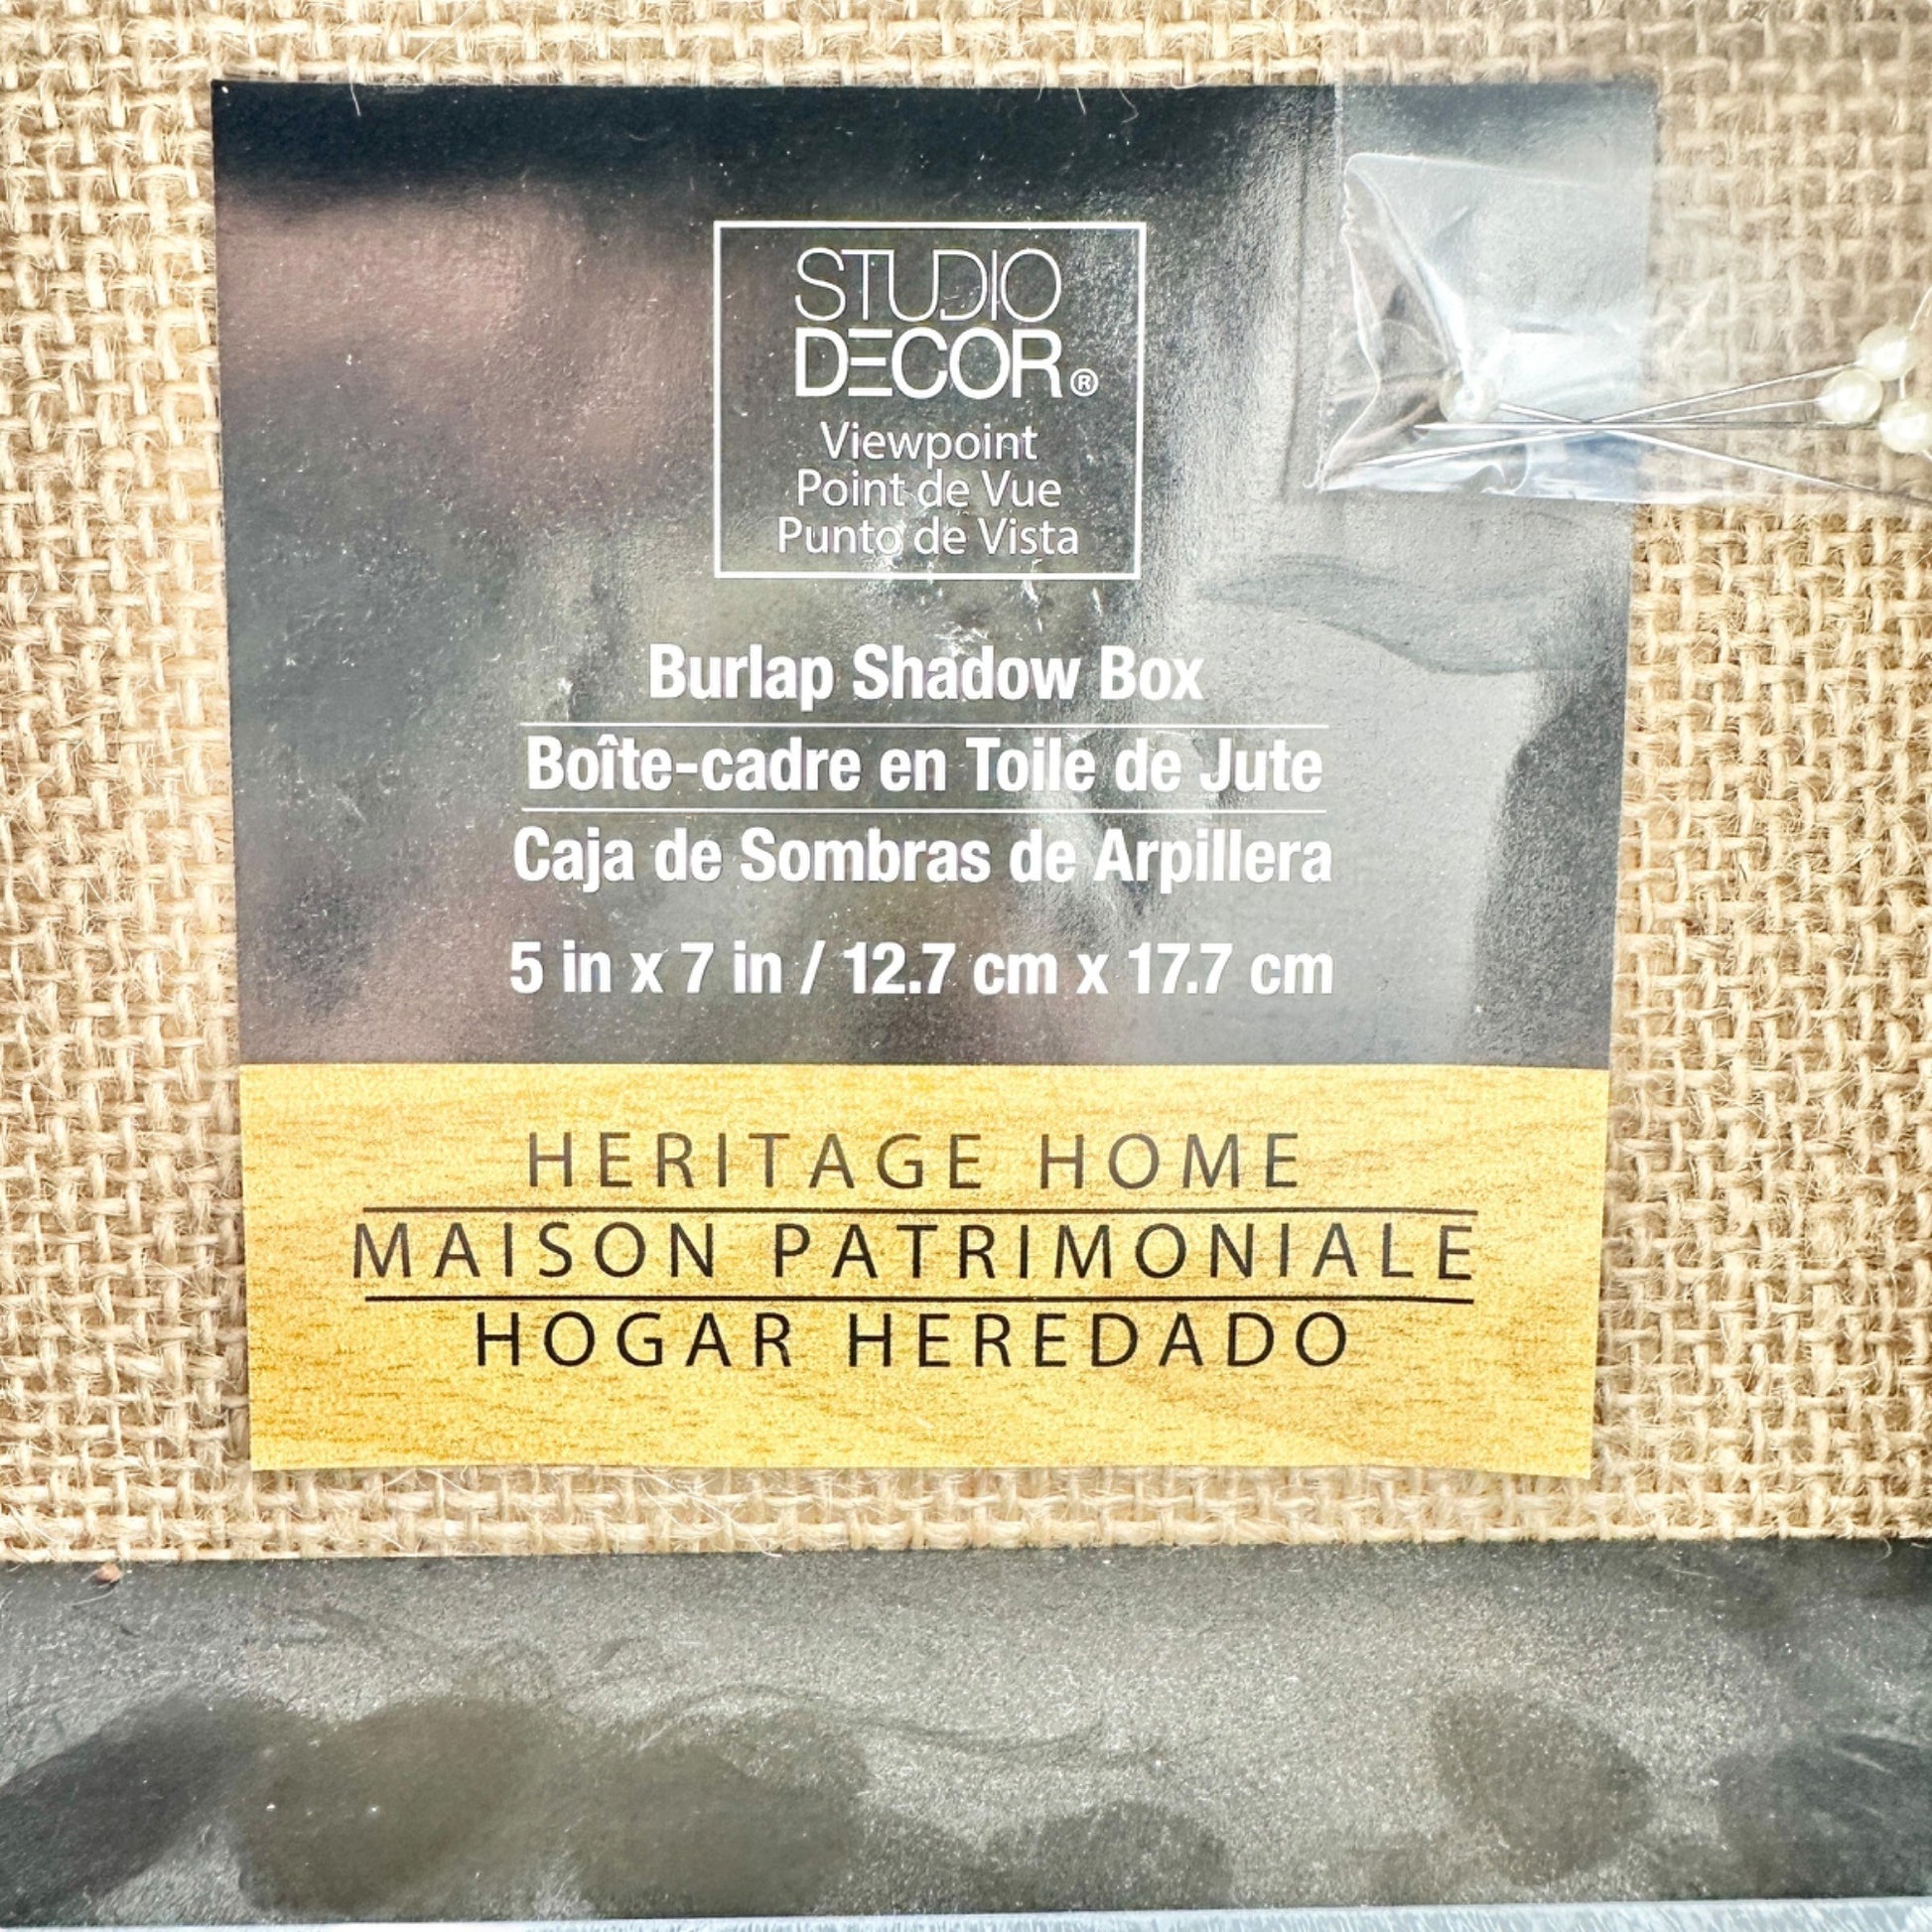 STUDIO
DECOR®
Viewpoint
Point de Vue
Punto de Vista
Burlap Shadow Box
Boîte-cadre en Toile de Jute
Caja de Sombras de Arpillera
5 in x 7 in / 12.7 cm x 17.7 cm
HERITAGE HOME
MAISON PATRIMONIALE
HOGAR HEREDADO